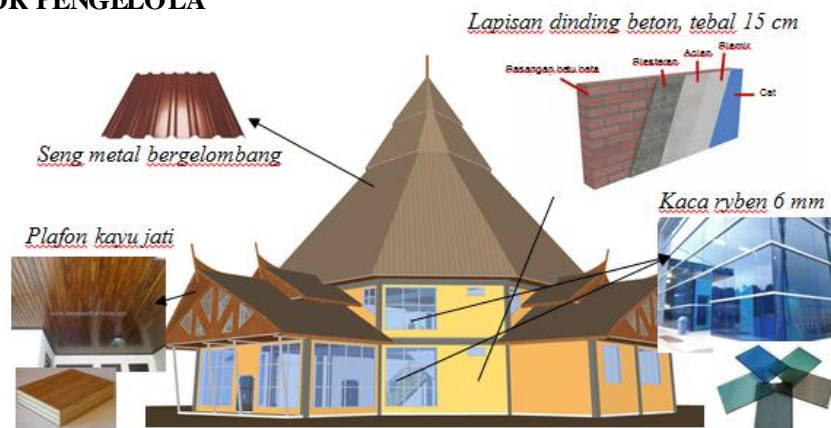 OR PENGELOLA
Lapisan dinding beton, tebal 15 cm
Pasangan batu bata
Plesteran
Acian
Plamix
Cat
Seng metal bergelombang
Kaca ryben 6 mm
Plafon kayu jati